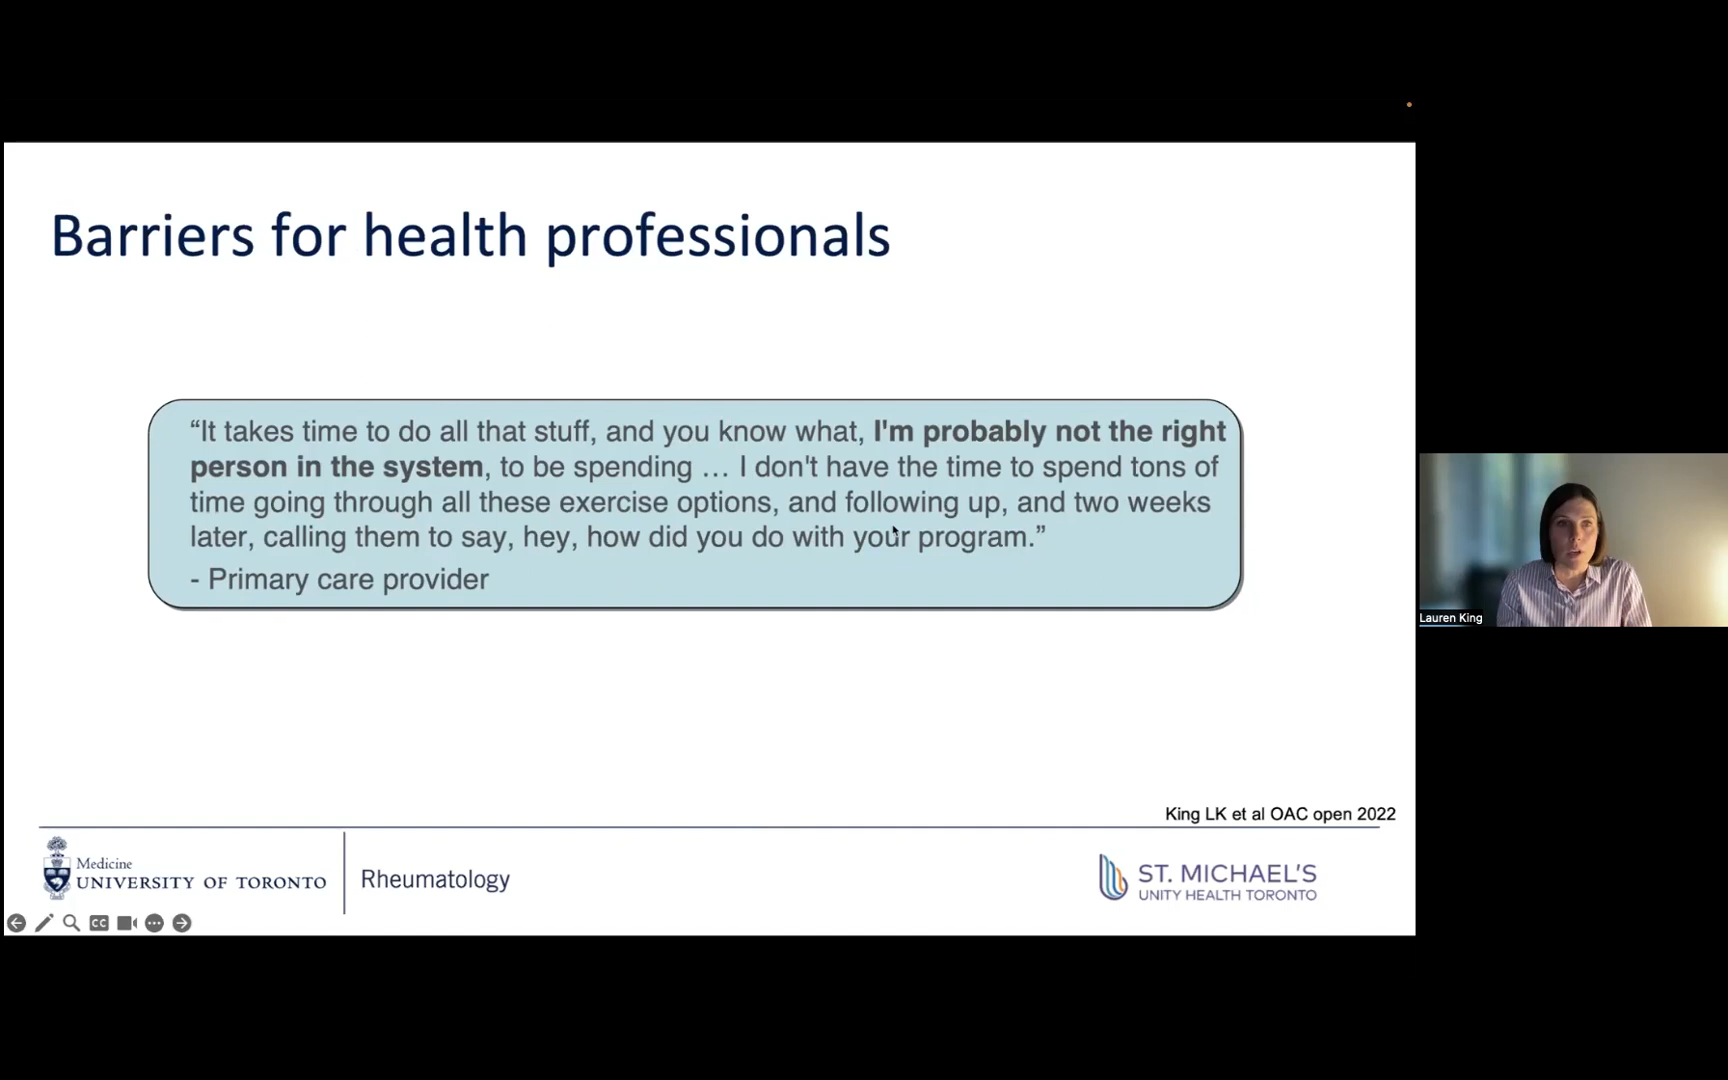 Barriers for health professionals
“It takes time to do all that stuff, and you know what, I'm probably not the right
person in the system, to be spending … I don't have the time to spend tons of
time going through all these exercise options, and following up, and two weeks
later, calling them to say, hey, how did you do with your program.”
- Primary care provider
Lauren King
King LK et al OAC open 2022
Medicine
UNIVERSITY OF TORONTO
Rheumatology
ST. MICHAEL'S
UNITY HEALTH TORONTO
CC